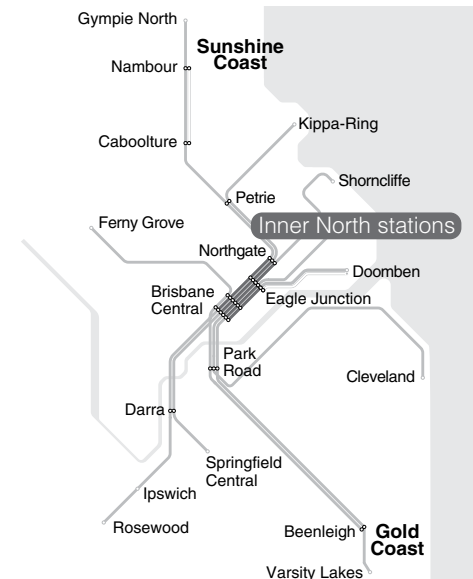 Gympie North
Sunshine
Coast
Nambour
Kippa-Ring
Caboolture
Shorncliffe
Petrie
Ferny Grove
Inner North stations
Northgate
Doomben
Brisbane
Central
Eagle Junction
Park
Road
Cleveland
Darra
Springfield
Central
Ipswich
Rosewood
Beenleigh
Gold
Coast
Varsity Lakes